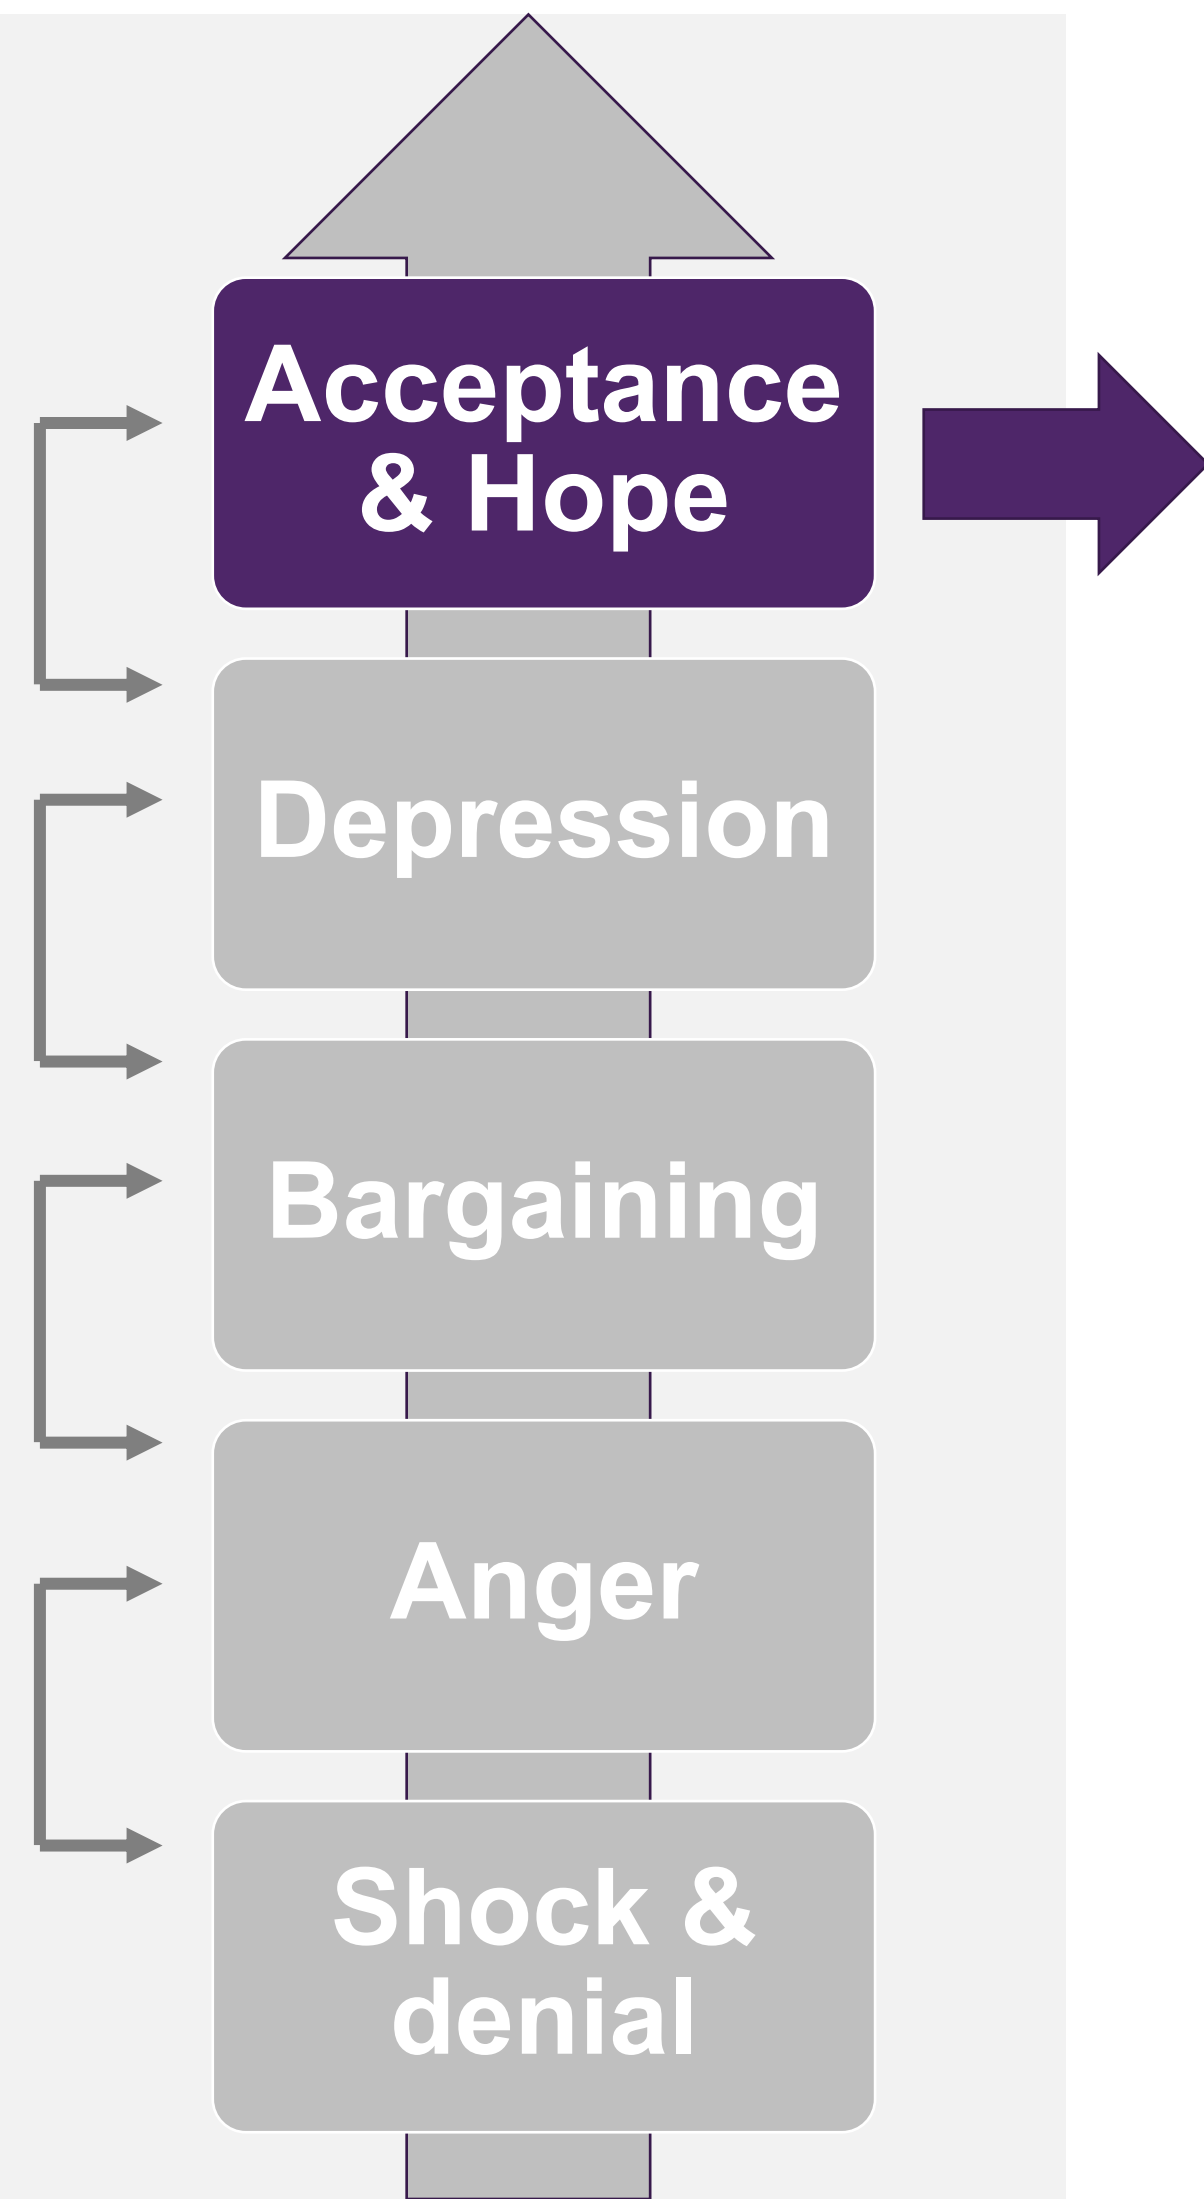 Acceptance
& Hope
Depression
Bargaining
Anger
Shock &
denial